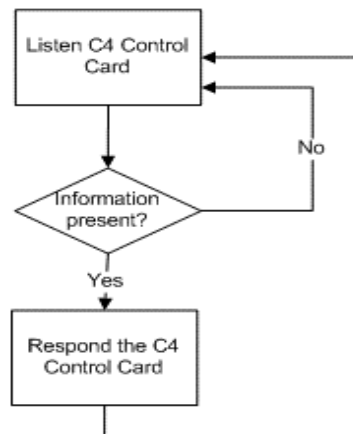 Listen C4 Control
Card
No
Information
present?
Yes
Respond the C4
Control Card